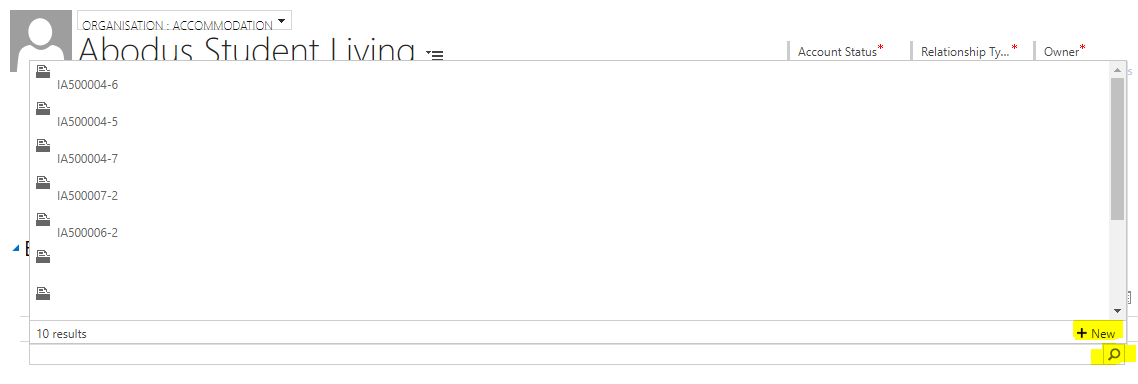 ORGANISATION : ACCOMMODATION
Abodus Student Living
Account Status*
Relationship Ty...*
Owner*
IA500004-6
IA500004-5
IA500004-7
IA500007-2
IA500006-2
10 results
New